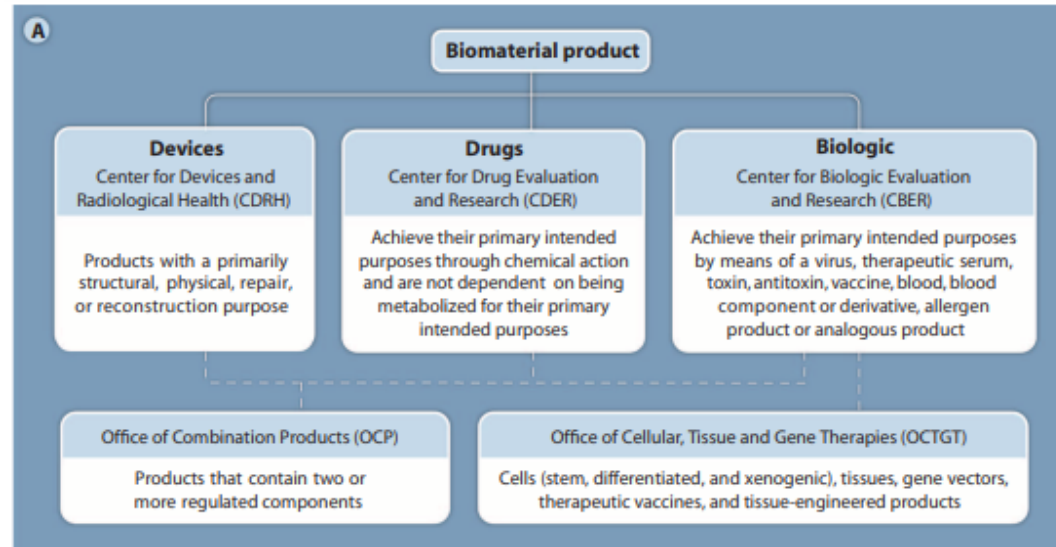 A
Biomaterial product
Devices
Center for Devices and
Radiological Health (CDRH)
Products with a primarily
structural, physical, repair,
or reconstruction purpose
Drugs
Center for Drug Evaluation
and Research (CDER)
Achieve their primary intended
purposes through chemical action
and are not dependent on being
metabolized for their primary
intended purposes
Biologic
Center for Biologic Evaluation
and Research (CBER)
Achieve their primary intended purposes
by means of a virus, therapeutic serum,
toxin, antitoxin, vaccine, blood, blood
component or derivative, allergen
product or analogous product
Office of Combination Products (OCP)
Products that contain two or
more regulated components
Office of Cellular, Tissue and Gene Therapies (OCTGT)
Cells (stem, differentiated, and xenogenic), tissues, gene vectors,
therapeutic vaccines, and tissue-engineered products